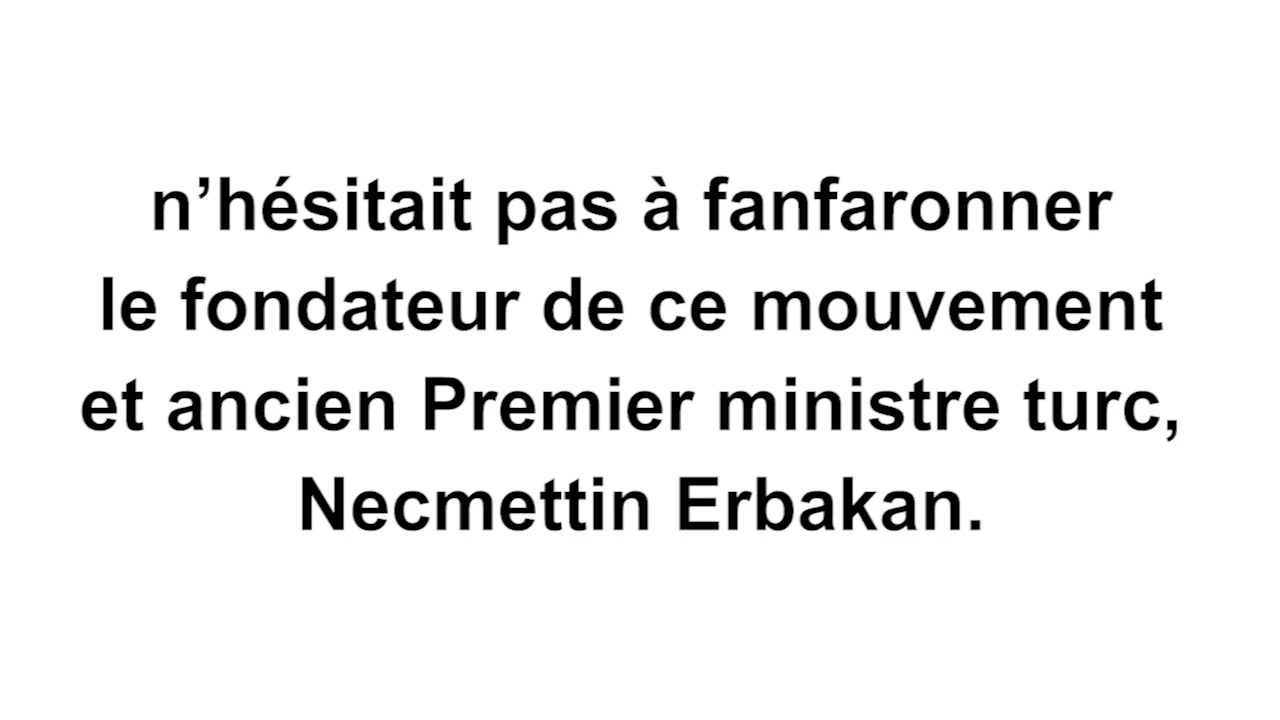 n’hésitait pas à fanfaronner
le fondateur de ce mouvement
et ancien Premier ministre turc,
Necmettin Erbakan.